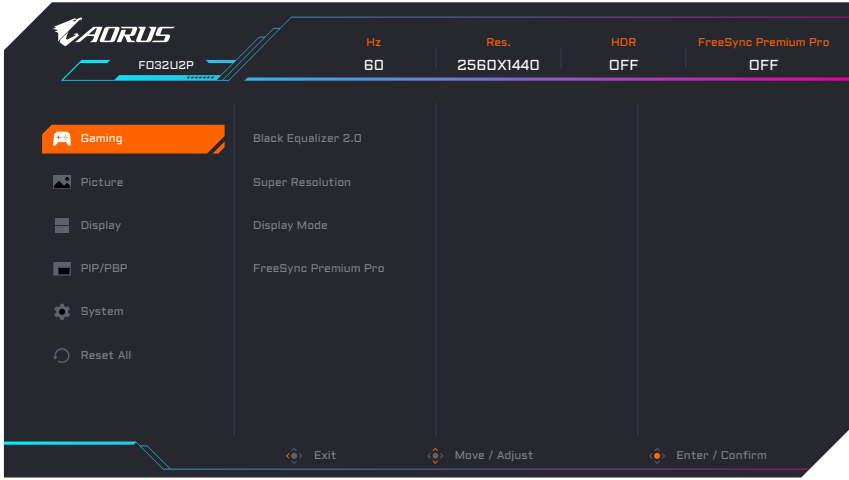 AORUS
FO32U2P
Hz
60
Res.
2560X1440
HDR
OFF
FreeSync Premium Pro
OFF
Gaming
Picture
Display
PIP/PBP
System
Reset All
Black Equalizer 2.0
Super Resolution
Display Mode
FreeSync Premium Pro
Exit
Move / Adjust
Enter / Confirm